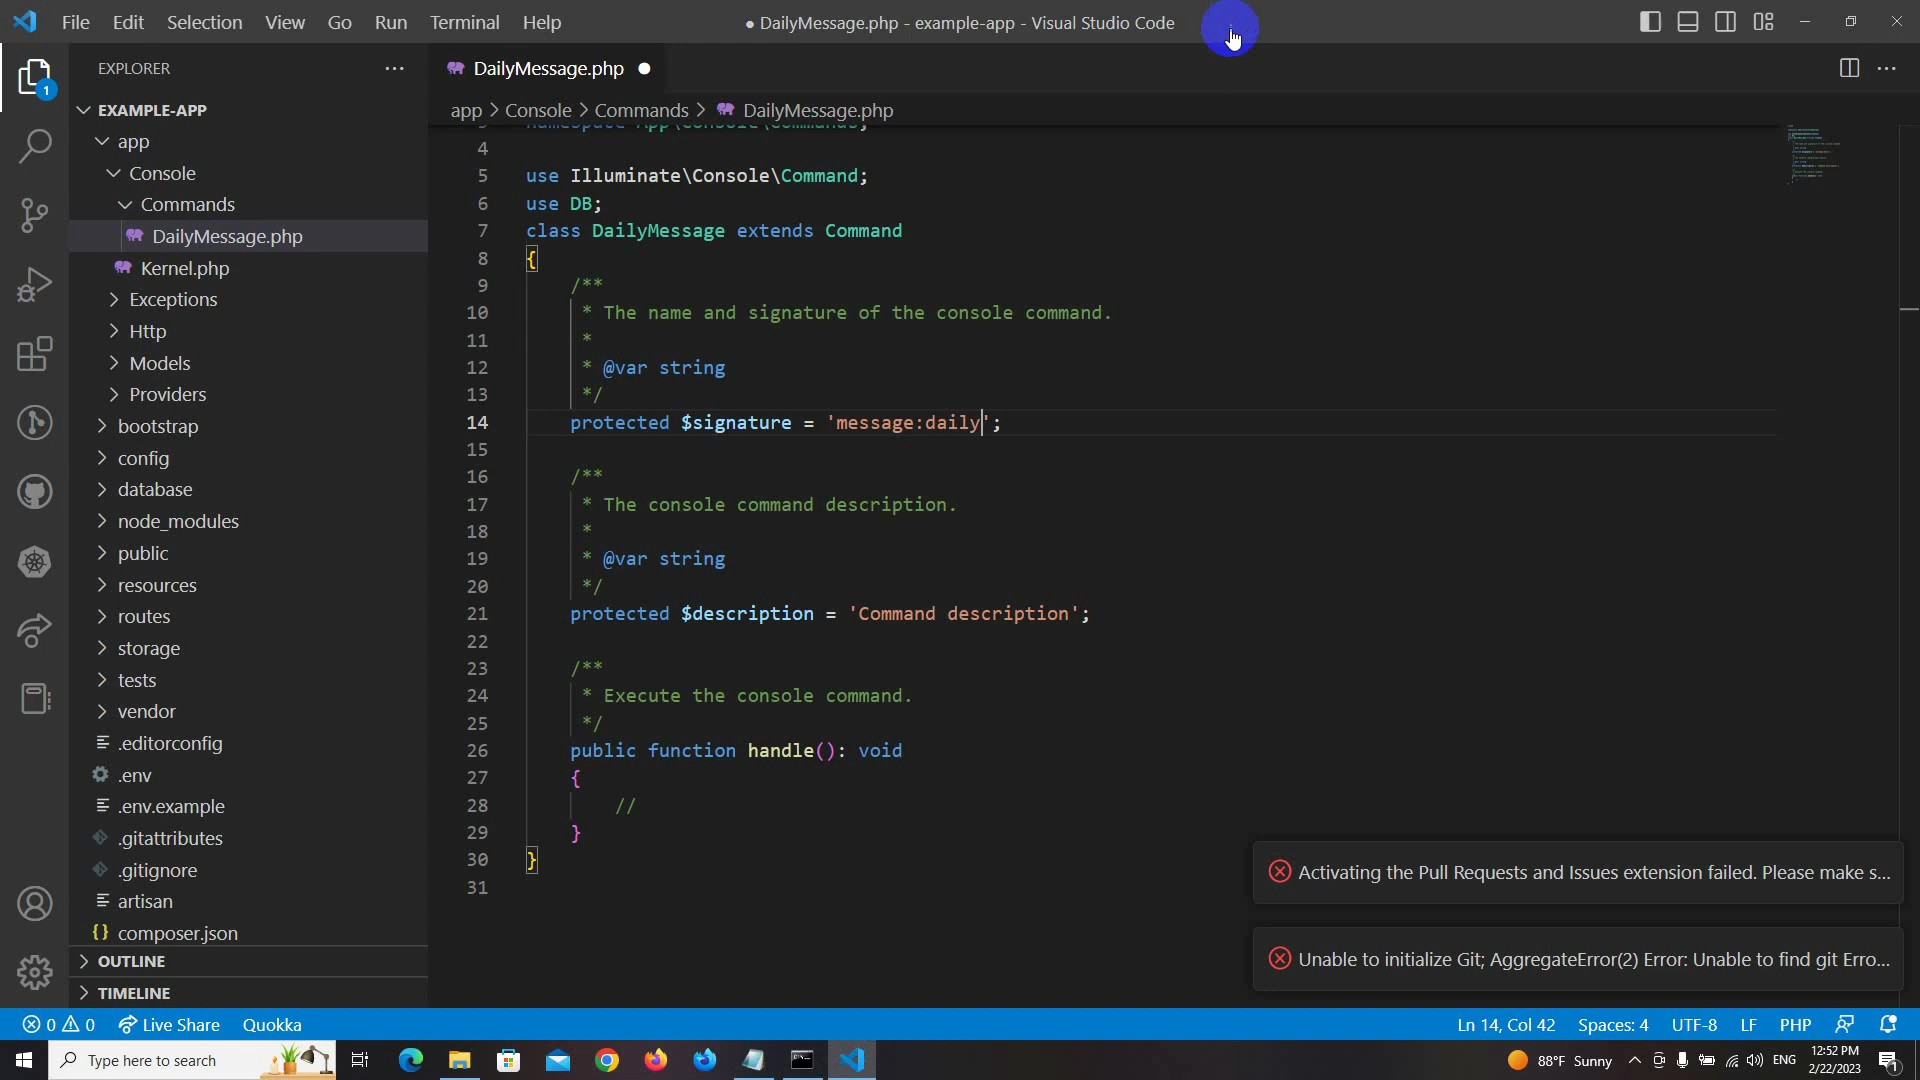 File Edit Selection View Go Run Terminal Help
● DailyMessage.php - example-app - Visual Studio Code
EXPLORER
EXAMPLE-APP
app
Console
Commands
DailyMessage.php
Kernel.php
Exceptions
Http
Models
Providers
bootstrap
config
database
node_modules
public
resources
routes
storage
tests
vendor
.editorconfig
.env
.env.example
.gitattributes
.gitignore
artisan
{} composer.json
OUTLINE
TIMELINE
1
DailyMessage.php
app > Console > Commands > DailyMessage.php
3 namespace App\Console\Commands;
4
5 use Illuminate\Console\Command;
6 use DB;
7 class DailyMessage extends Command
8 {
9 /**
10 * The name and signature of the console command.
11 *
12 * @var string
13 */
14 protected $signature = 'message:daily';
15
16 /**
17 * The console command description.
18 *
19 * @var string
20 */
21 protected $description = 'Command description';
22
23 /**
24 * Execute the console command.
25 */
26 public function handle(): void
27 {
28 //
29 }
30 }
31
Activating the Pull Requests and Issues extension failed. Please make s...
Unable to initialize Git; AggregateError(2) Error: Unable to find git Erro...
0 0 Live Share Quokka
Ln 14, Col 42 Spaces: 4 UTF-8 LF PHP
Type here to search
88°F Sunny
ENG
12:52 PM
2/22/2023
1